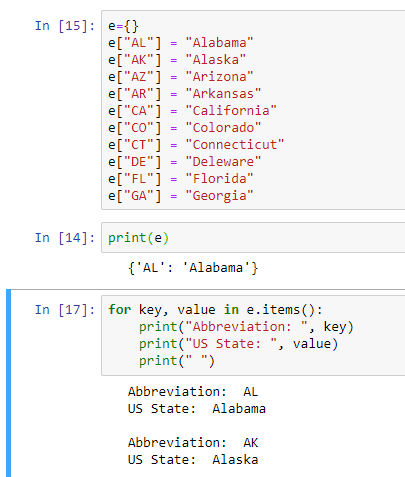 In [15]: e={}
e["AL"] = "Alabama"
e["AK"] = "Alaska"
e["AZ"] = "Arizona"
e["AR"] = "Arkansas"
e["CA"] = "California"
e["CO"] = "Colorado"
e["CT"] = "Connecticut"
e["DE"] = "Deleware"
e["FL"] = "Florida"
e["GA"] = "Georgia"
In [14]: print(e)
{'AL': 'Alabama'}
In [17]: for key, value in e.items():
    print("Abbreviation: ", key)
    print("US State: ", value)
    print(" ")
Abbreviation:  AL
US State:  Alabama
Abbreviation:  AK
US State:  Alaska